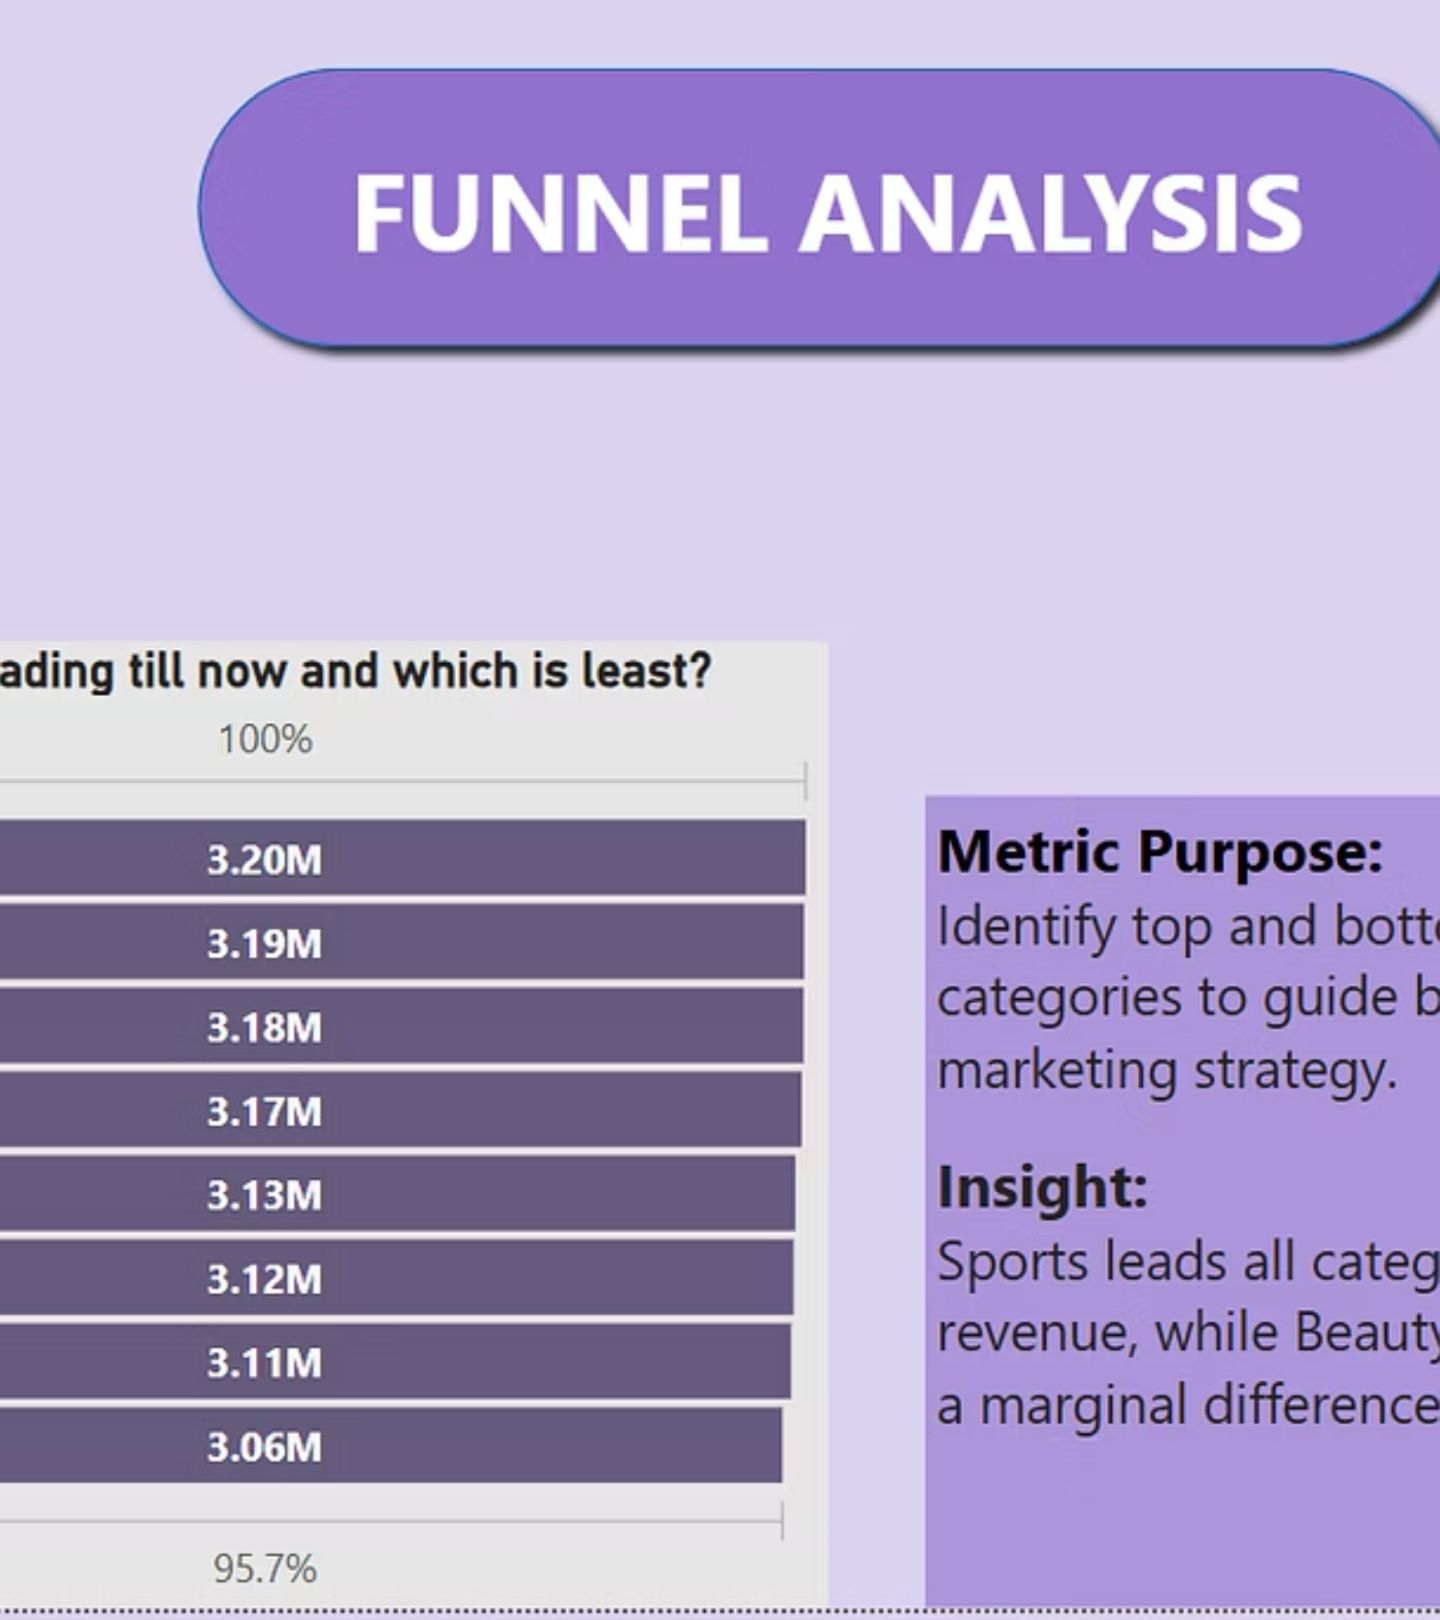 FUNNEL ANALYSIS
ading till now and which is least?
100%
3.20M
3.19M
3.18M
3.17M
3.13M
3.12M
3.11M
3.06M
95.7%
Metric Purpose:
Identify top and botto
categories to guide b
marketing strategy.
Insight:
Sports leads all categ
revenue, while Beauty
a marginal difference